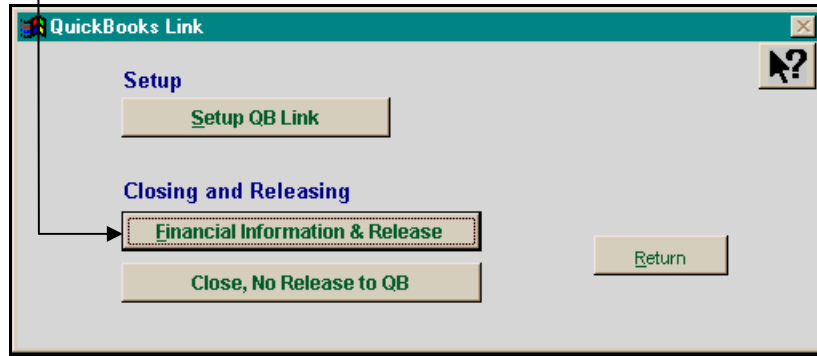 QuickBooks Link
?
Setup
Setup QB Link
Closing and Releasing
Financial Information & Release
Return
Close, No Release to QB